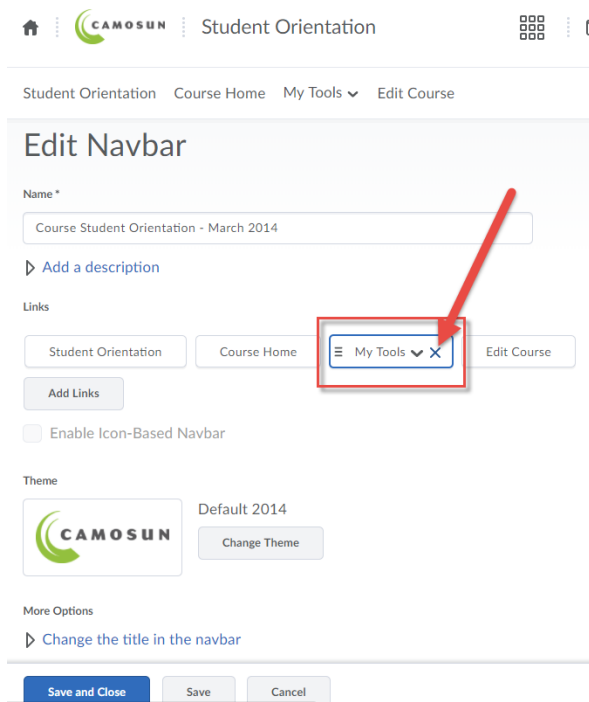 CAMOSUN Student Orientation
Student Orientation Course Home My Tools Edit Course
Edit Navbar
Name *
Course Student Orientation - March 2014
Add a description
Links
Student Orientation Course Home My Tools Edit Course
Add Links
Enable Icon-Based Navbar
Theme
CAMOSUN
Default 2014
Change Theme
More Options
Change the title in the navbar
Save and Close Save Cancel